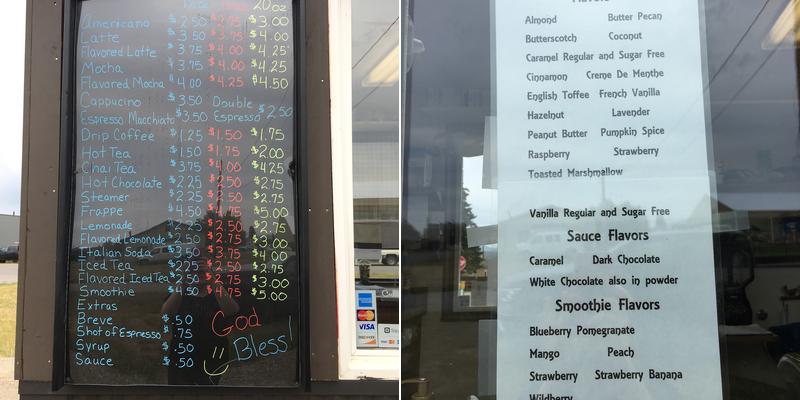 20oz
Americano $2.50 $2.75 $3.00
Latte $3.50 $3.75 $4.00
Flavored Latte $3.75 $4.00 $4.25
Mocha $3.75 $4.00 $4.25
Flavored Mocha $4.00 $4.25 $4.50
Cappucino $3.50 Double
Espresso Macchiato $3.50 Espresso $2.50
Drip Coffee $1.25 $1.50 $1.75
Hot Tea $1.50 $1.75 $2.00
Chai Tea $3.75 $4.00 $4.25
Hot Chocolate $2.25 $2.50 $2.75
Steamer $2.25 $2.50 $2.75
Frappe $4.50 $4.75 $5.00
Lemonade $2.25 $2.50 $2.75
Flavored Lemonade $2.50 $2.75 $3.00
Italian Soda $3.50 $3.75 $4.00
Iced Tea $2.25 $2.50 $2.75
Flavored Iced Tea $2.50 $2.75 $3.00
Smoothie $4.50 $4.75 $5.00
Extras
Breve $.50
Shot of Espresso $.75
Syrup $.50
Sauce $.50
God
Bless!
VISA
DISCOVER
Almond Butter Pecan
Butterscotch Coconut
Caramel Regular and Sugar Free
Cinnamon Creme De Menthe
English Toffee French Vanilla
Hazelnut Lavender
Peanut Butter Pumpkin Spice
Raspberry Strawberry
Toasted Marshmallow
Vanilla Regular and Sugar Free
Sauce Flavors
Caramel Dark Chocolate
White Chocolate also in powder
Smoothie Flavors
Blueberry Pomegranate
Mango Peach
Strawberry Strawberry Banana
Wildberry